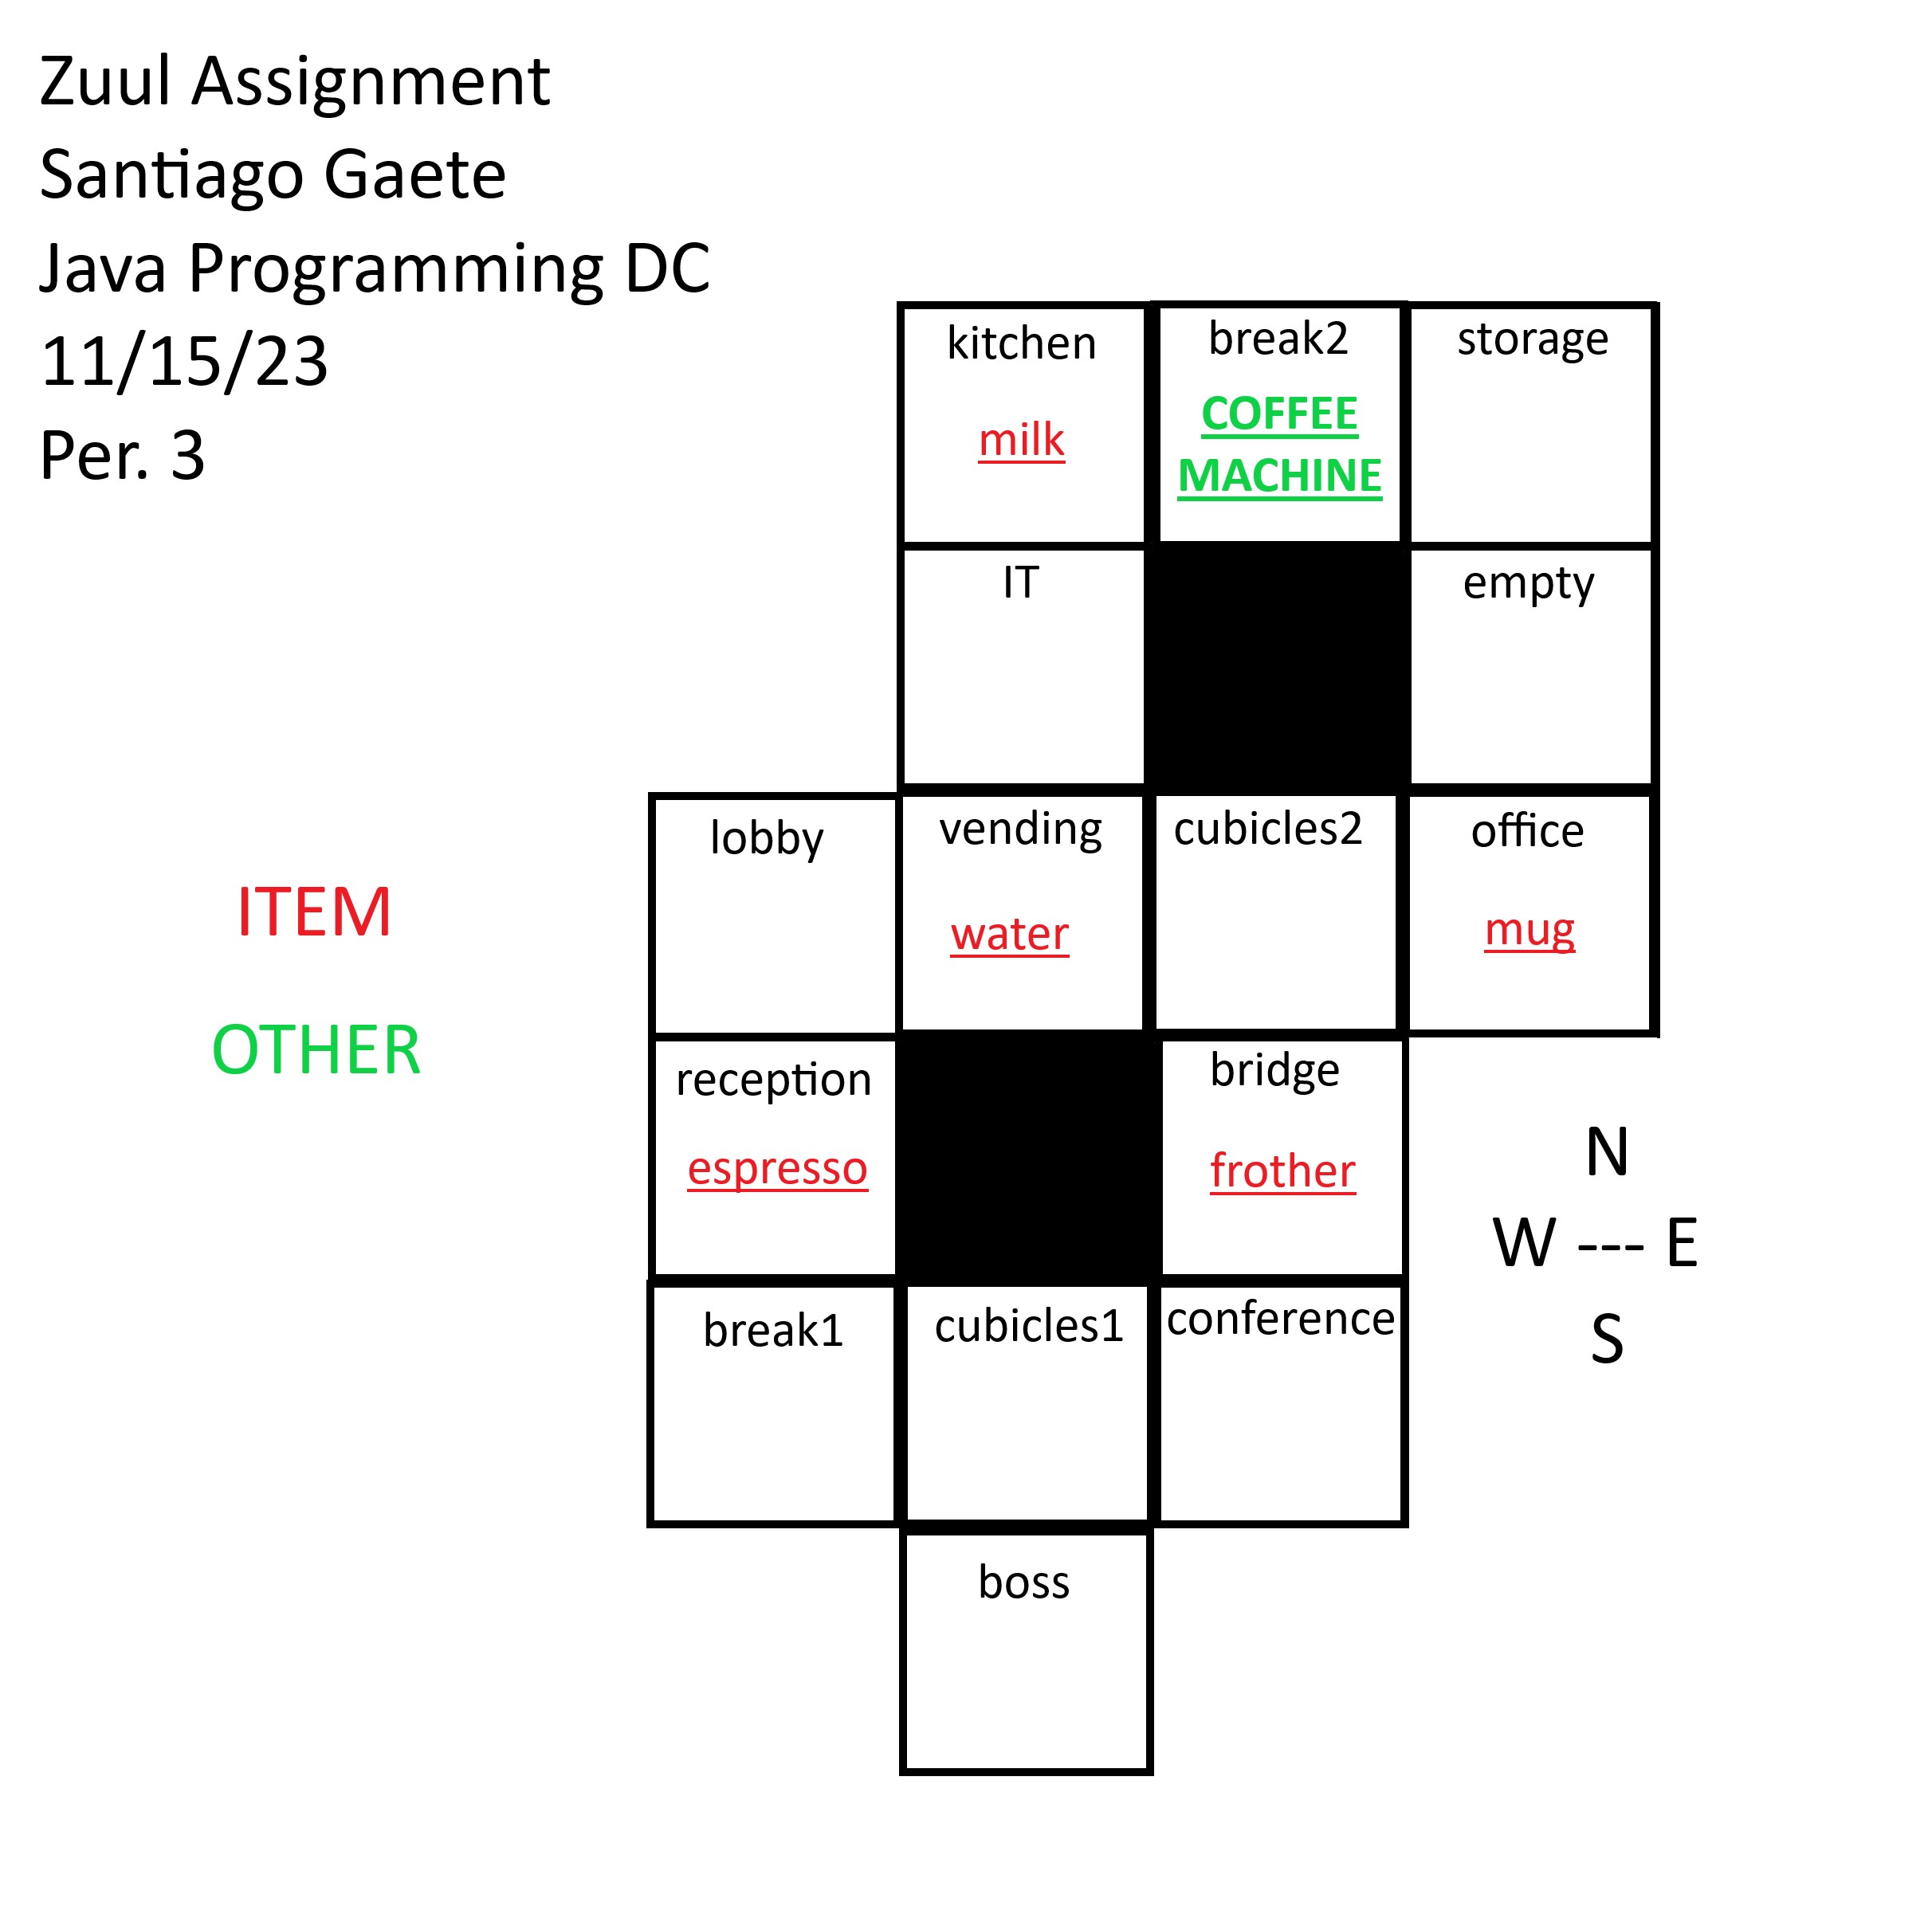 Zuul Assignment
Santiago Gaete
Java Programming DC
11/15/23
Per. 3
kitchen
milk
break2
COFFEE
MACHINE
storage
IT
empty
lobby
vending
water
cubicles2
office
mug
ITEM
OTHER
reception
espresso
bridge
frother
N
W --- E
S
break1
cubicles1
conference
boss